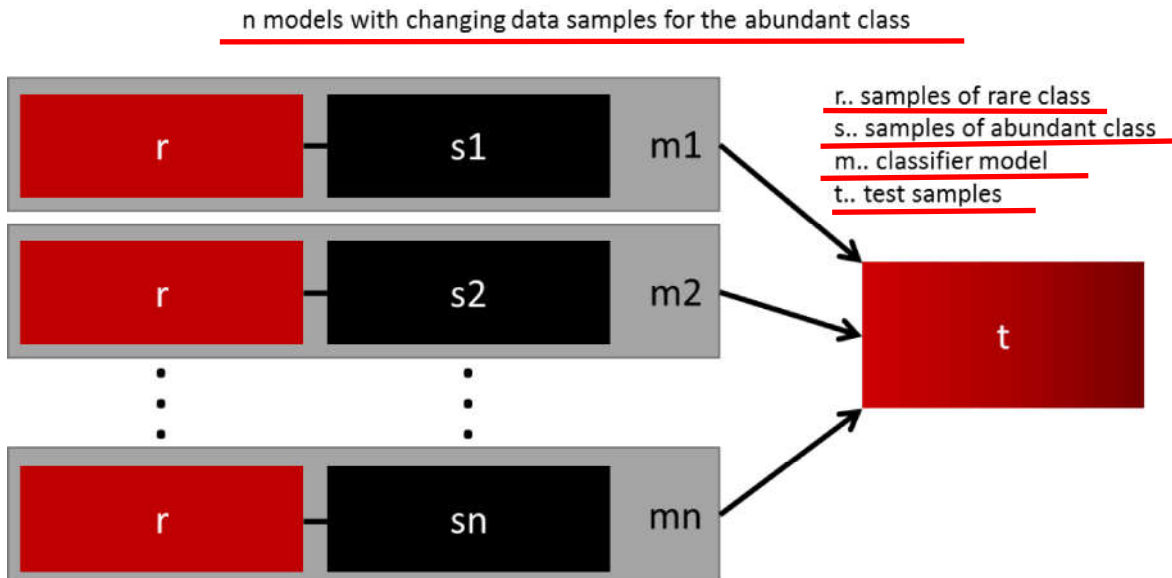 n models with changing data samples for the abundant class
r.. samples of rare class
s.. samples of abundant class
m.. classifier model
t.. test samples
r s1 m1
r s2 m2
t
r sn mn